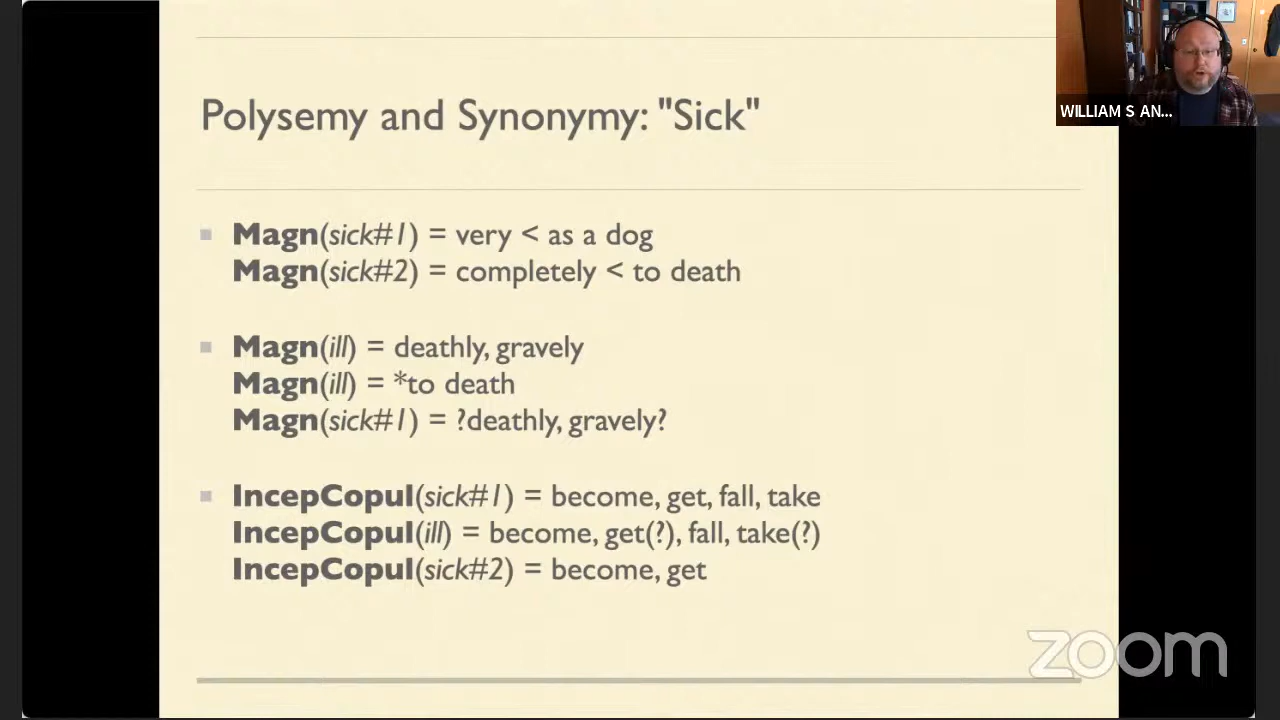 Polysemy and Synonymy: "Sick"
WILLIAM S AN...
Magn(sick#1) = very < as a dog
Magn(sick#2) = completely < to death
Magn(ill) = deathly, gravely
Magn(ill) = *to death
Magn(sick#1) = ?deathly, gravely?
IncepCopul(sick#1) = become, get, fall, take
IncepCopul(ill) = become, get(?), fall, take(?)
IncepCopul(sick#2) = become, get
zoom